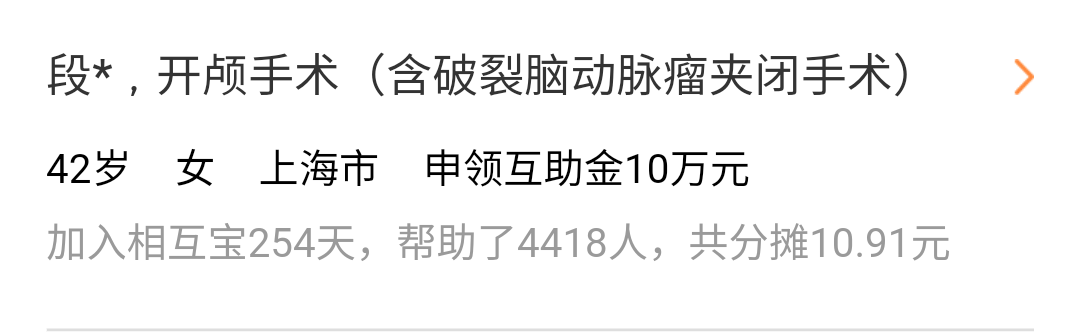 段*，开颅手术（含破裂脑动脉瘤夹闭手术）
42岁 女 上海市 申领互助金10万元
加入相互宝254天，帮助了4418人，共分摊10.91元